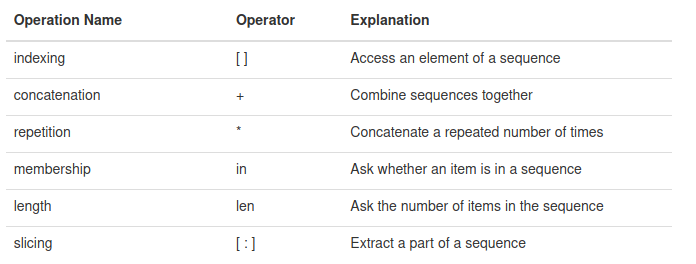 Operation Name Operator Explanation
indexing [ ] Access an element of a sequence
concatenation + Combine sequences together
repetition * Concatenate a repeated number of times
membership in Ask whether an item is in a sequence
length len Ask the number of items in the sequence
slicing [ : ] Extract a part of a sequence